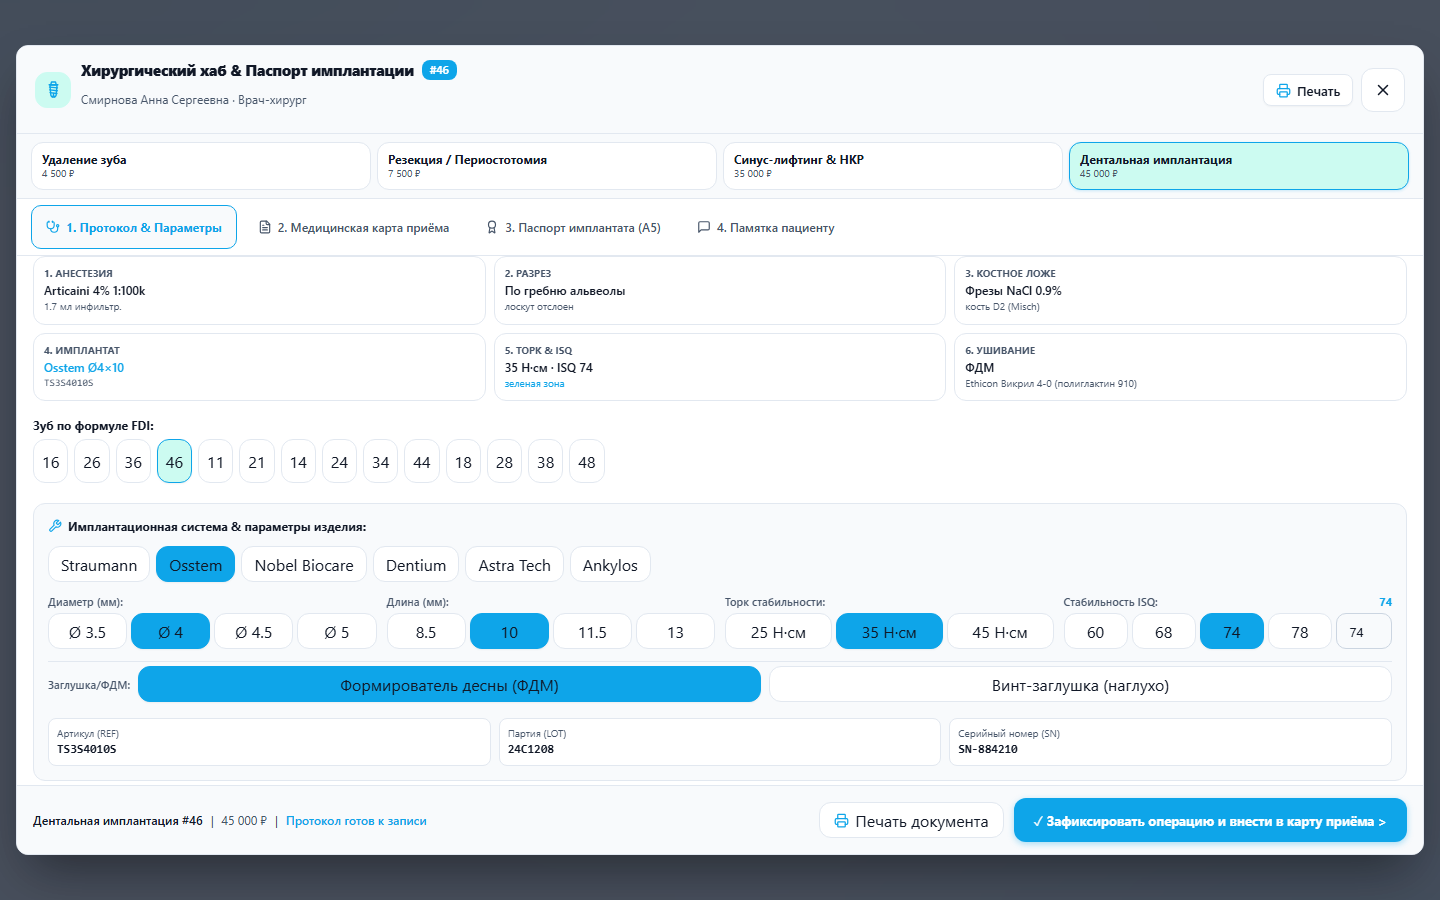 Хирургический хаб & Паспорт имплантации #46
Смирнова Анна Сергеевна · Врач-хирург
Печать
Удаление зуба
4 500 ₽
Резекция / Периостотомия
7 500 ₽
Синус-лифтинг & НКР
35 000 ₽
Дентальная имплантация
45 000 ₽
1. Протокол & Параметры
2. Медицинская карта приёма
3. Паспорт имплантата (А5)
4. Памятка пациенту
1. АНЕСТЕЗИЯ
Articaini 4% 1:100k
1.7 мл инфильтр.
2. РАЗРЕЗ
По гребню альвеолы
лоскут отслоен
3. КОСТНОЕ ЛОЖЕ
Фрезы NaCl 0.9%
кость D2 (Misch)
4. ИМПЛАНТАТ
Osstem Ø4×10
TS3S4010S
5. ТОРК & ISQ
35 Н·см · ISQ 74
зеленая зона
6. УШИВАНИЕ
ФДМ
Ethicon Викрил 4-0 (полиглактин 910)
Зуб по формуле FDI:
16 26 36 46 11 21 14 24 34 44 18 28 38 48
Имплантационная система & параметры изделия:
Straumann Osstem Nobel Biocare Dentium Astra Tech Ankylos
Диаметр (мм):
Ø 3.5 Ø 4 Ø 4.5 Ø 5
Длина (мм):
8.5 10 11.5 13
Торк стабильности:
25 Н·см 35 Н·см 45 Н·см
Стабильность ISQ: 74
60 68 74 78 74
Заглушка/ФДМ: Формирователь десны (ФДМ) Винт-заглушка (наглухо)
Артикул (REF)
TS3S4010S
Партия (LOT)
24C1208
Серийный номер (SN)
SN-884210
Дентальная имплантация #46 | 45 000 ₽ | Протокол готов к записи
Печать документа
✓ Зафиксировать операцию и внести в карту приёма >